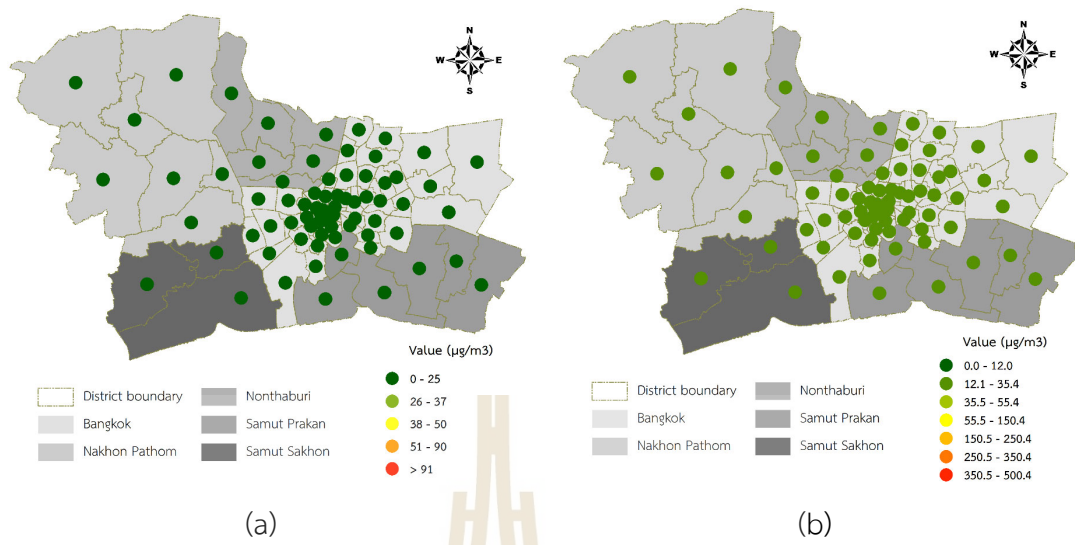 N
W E
S
Value (µg/m3)
0 - 25
26 - 37
38 - 50
51 - 90
> 91
District boundary
Bangkok
Nakhon Pathom
Nonthaburi
Samut Prakan
Samut Sakhon
(a)
N
W E
S
Value (µg/m3)
0.0 - 12.0
12.1 - 35.4
35.5 - 55.4
55.5 - 150.4
150.5 - 250.4
250.5 - 350.4
350.5 - 500.4
District boundary
Bangkok
Nakhon Pathom
Nonthaburi
Samut Prakan
Samut Sakhon
(b)